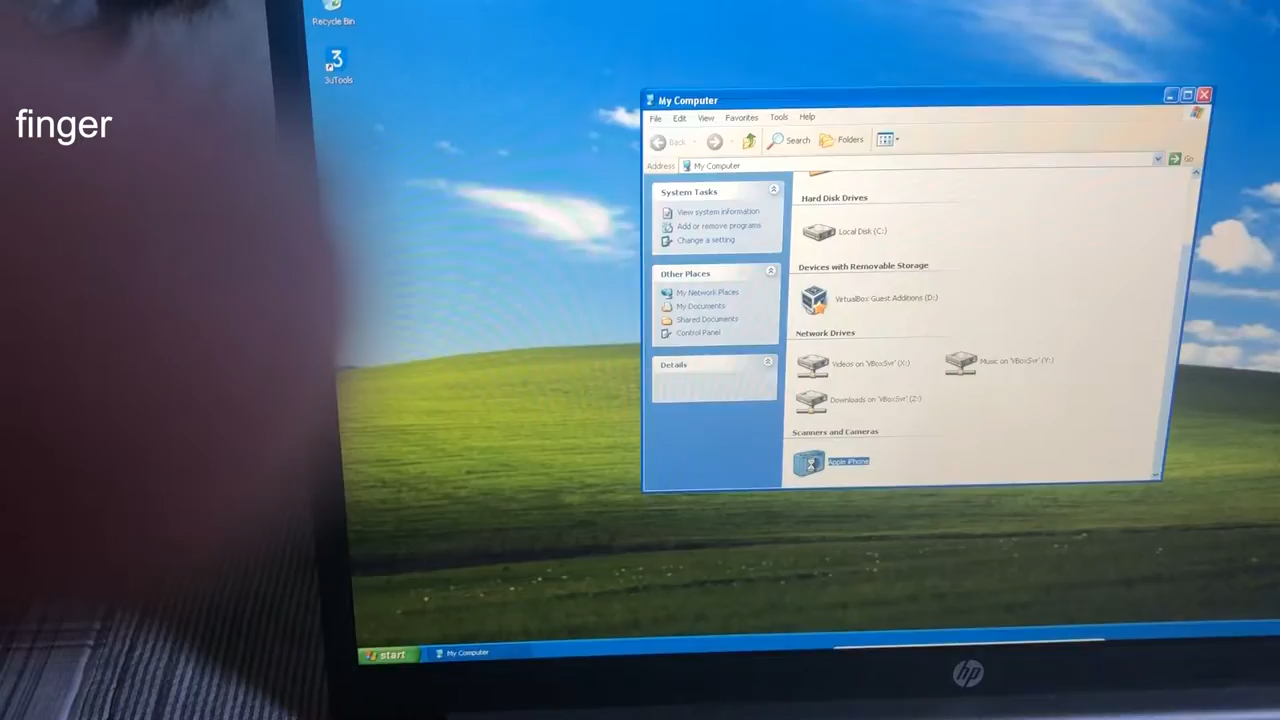 finger
Recycle Bin
3
3uTools
My Computer
File Edit View Favorites Tools Help
Back Search Folders
Address My Computer Go
System Tasks
View system information
Add or remove programs
Change a setting
Other Places
My Network Places
My Documents
Shared Documents
Control Panel
Details
Hard Disk Drives
Local Disk (C:)
Devices with Removable Storage
VirtualBox Guest Additions (D:)
Network Drives
Videos on 'VBoxSvr' (X:)
Music on 'VBoxSvr' (Y:)
Downloads on 'VBoxSvr' (Z:)
Scanners and Cameras
Apple iPhone
start
My Computer
hp